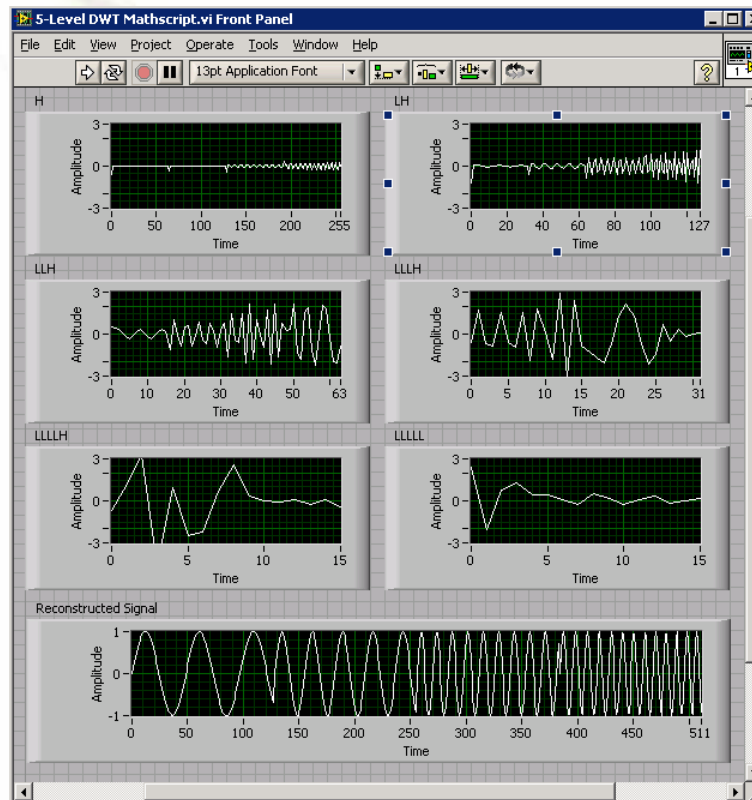 5-Level DWT Mathscript.vi Front Panel
File Edit View Project Operate Tools Window Help
13pt Application Font
?
1
H
LH
Amplitude
3
0
-3
0 50 100 150 200 255
Time
Amplitude
3
0
-3
0 20 40 60 80 100 127
Time
LLH
LLLH
Amplitude
3
0
-3
0 10 20 30 40 50 63
Time
Amplitude
3
0
-3
0 5 10 15 20 25 31
Time
LLLLH
LLLLL
Amplitude
3
0
-3
0 5 10 15
Time
Amplitude
3
0
-3
0 5 10 15
Time
Reconstructed Signal
Amplitude
1
0
-1
0 50 100 150 200 250 300 350 400 450 511
Time